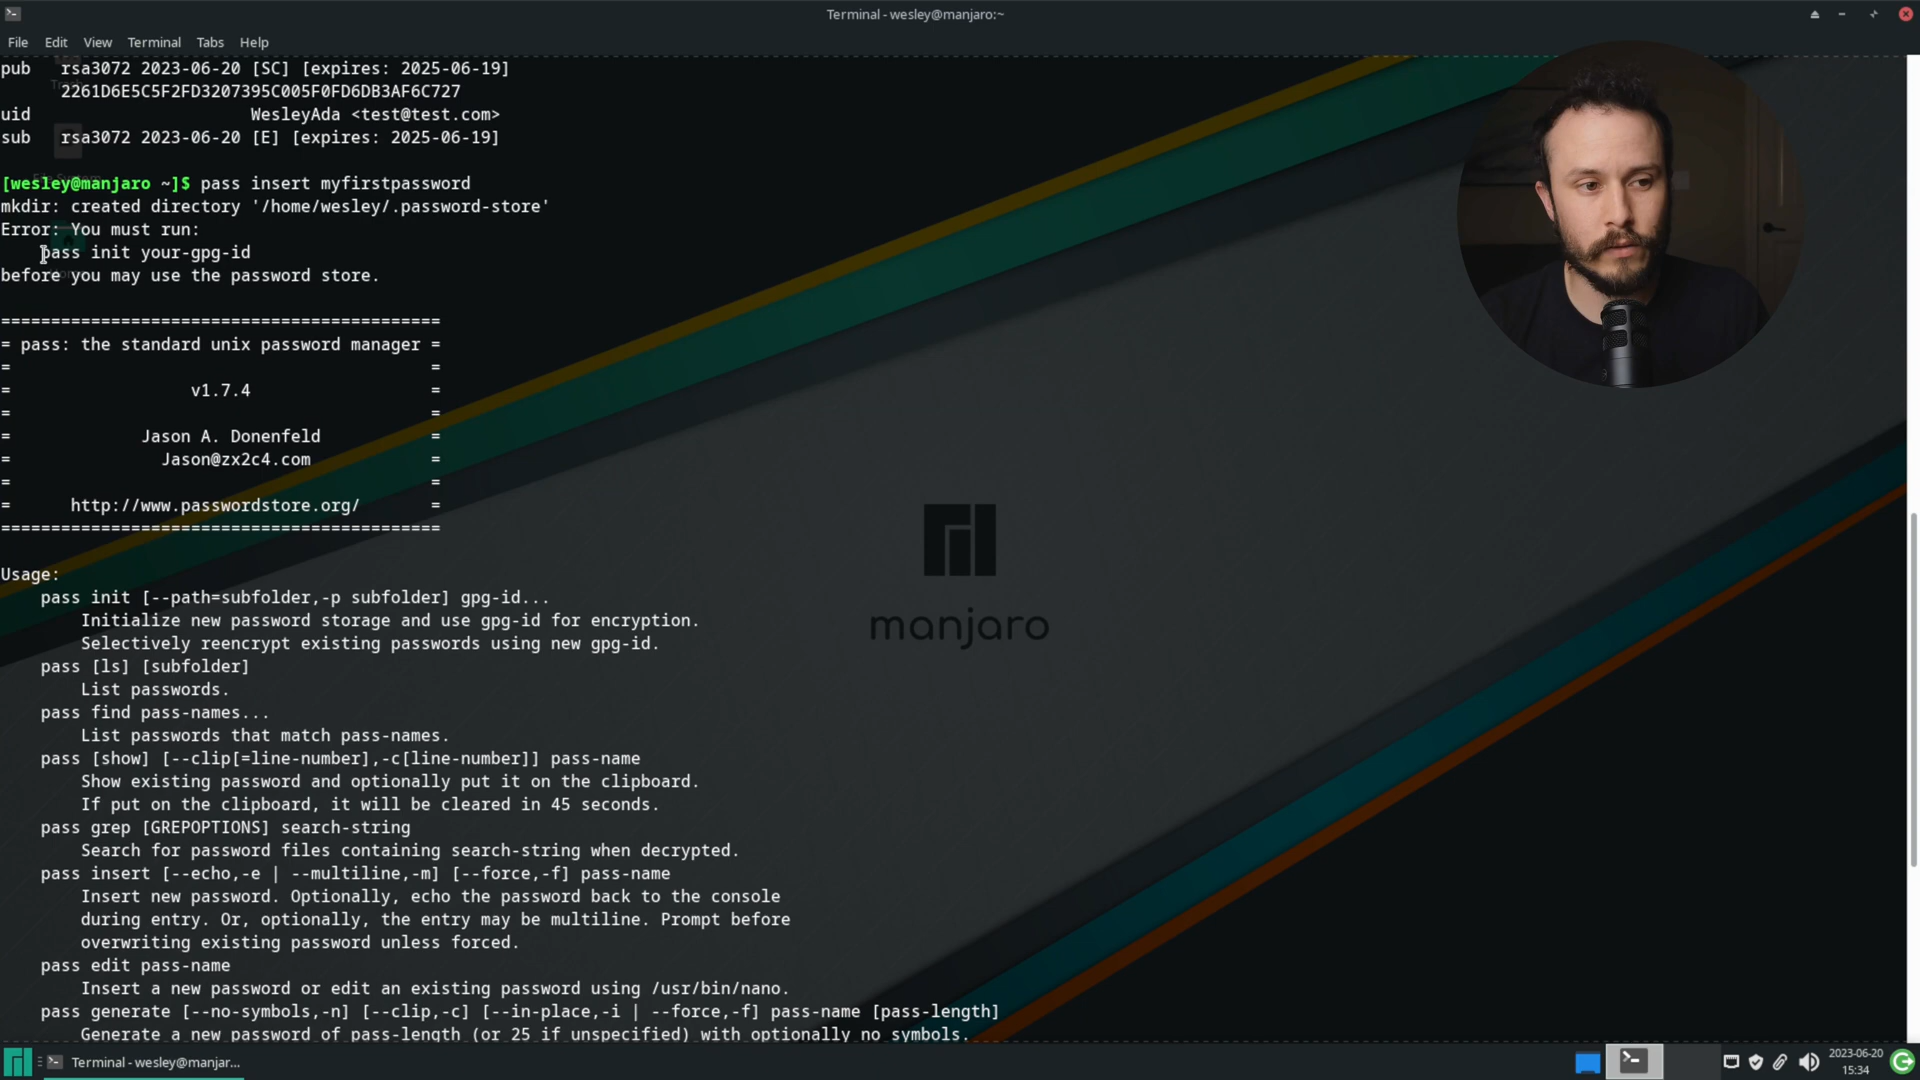 Terminal - wesley@manjaro:~
File Edit View Terminal Tabs Help
pub   rsa3072 2023-06-20 [SC] [expires: 2025-06-19]
      2261D6E5C5F2FD3207395C005F0FD6DB3AF6C727
uid                      WesleyAda <test@test.com>
sub   rsa3072 2023-06-20 [E] [expires: 2025-06-19]
[wesley@manjaro ~]$ pass insert myfirstpassword
mkdir: created directory '/home/wesley/.password-store'
Error: You must run:
    pass init your-gpg-id
before you may use the password store.
============================================
= pass: the standard unix password manager =
=                                          =
=                  v1.7.4                  =
=                                          =
=             Jason A. Donenfeld           =
=               Jason@zx2c4.com            =
=                                          =
=      http://www.passwordstore.org/       =
============================================
Usage:
    pass init [--path=subfolder,-p subfolder] gpg-id...
        Initialize new password storage and use gpg-id for encryption.
        Selectively reencrypt existing passwords using new gpg-id.
    pass [ls] [subfolder]
        List passwords.
    pass find pass-names...
        List passwords that match pass-names.
    pass [show] [--clip[=line-number],-c[line-number]] pass-name
        Show existing password and optionally put it on the clipboard.
        If put on the clipboard, it will be cleared in 45 seconds.
    pass grep [GREPOPTIONS] search-string
        Search for password files containing search-string when decrypted.
    pass insert [--echo,-e | --multiline,-m] [--force,-f] pass-name
        Insert new password. Optionally, echo the password back to the console
        during entry. Or, optionally, the entry may be multiline. Prompt before
        overwriting existing password unless forced.
    pass edit pass-name
        Insert a new password or edit an existing password using /usr/bin/nano.
    pass generate [--no-symbols,-n] [--clip,-c] [--in-place,-i | --force,-f] pass-name [pass-length]
        Generate a new password of pass-length (or 25 if unspecified) with optionally no symbols.
manjaro
Terminal - wesley@manjar...
2023-06-20
15:34